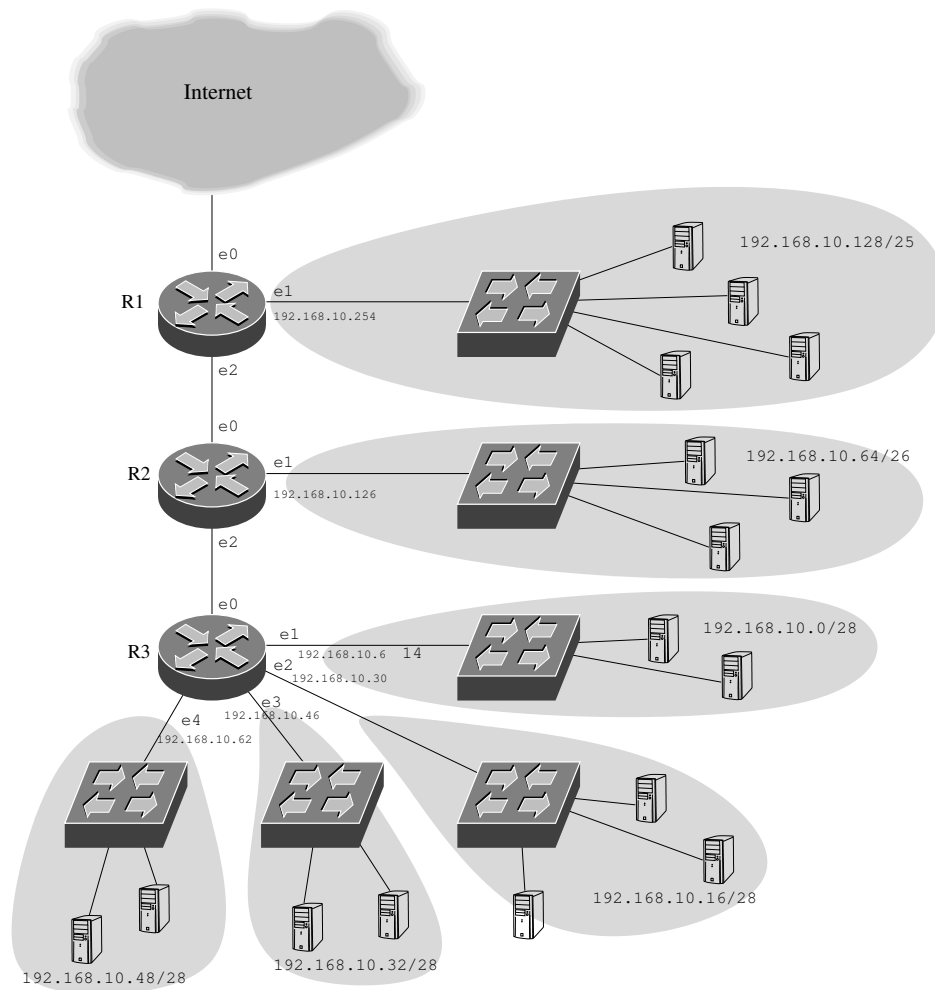 Internet
e0
192.168.10.128/25
R1
e1
192.168.10.254
e2
e0
192.168.10.64/26
R2
e1
192.168.10.126
e2
e0
192.168.10.0/28
R3
e1
192.168.10.6 14
e2
192.168.10.30
e3
192.168.10.46
e4
192.168.10.62
192.168.10.16/28
192.168.10.32/28
192.168.10.48/28